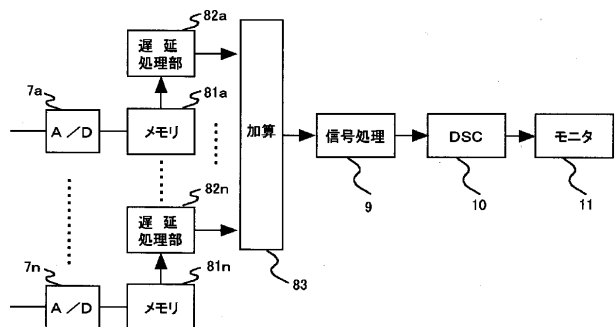 82a
遅 延
処理部
7a
81a
A/D
メモリ
加算
信号処理
DSC
モニタ
9
10
11
82n
遅 延
処理部
7n
81n
A/D
メモリ
83